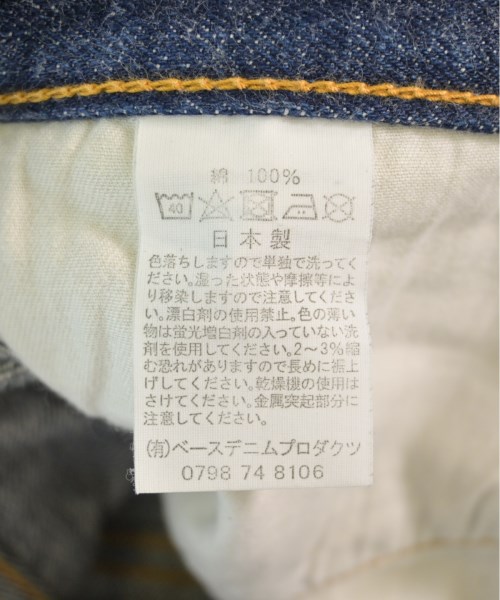 綿 100%
40
日本製
色落ちしますので単独で洗ってく
ださい。湿った状態や摩擦等によ
り移染しますので注意してくださ
い。漂白剤の使用禁止。色の薄い
物は蛍光増白剤の入っていない洗
剤を使用してください。2～3%縮
む恐れがありますので長めに裾上
げしてください。乾燥機の使用は
さけてください。金属突起部分に
注意してください。
(有)ベースデニムプロダクツ
0798 74 8106